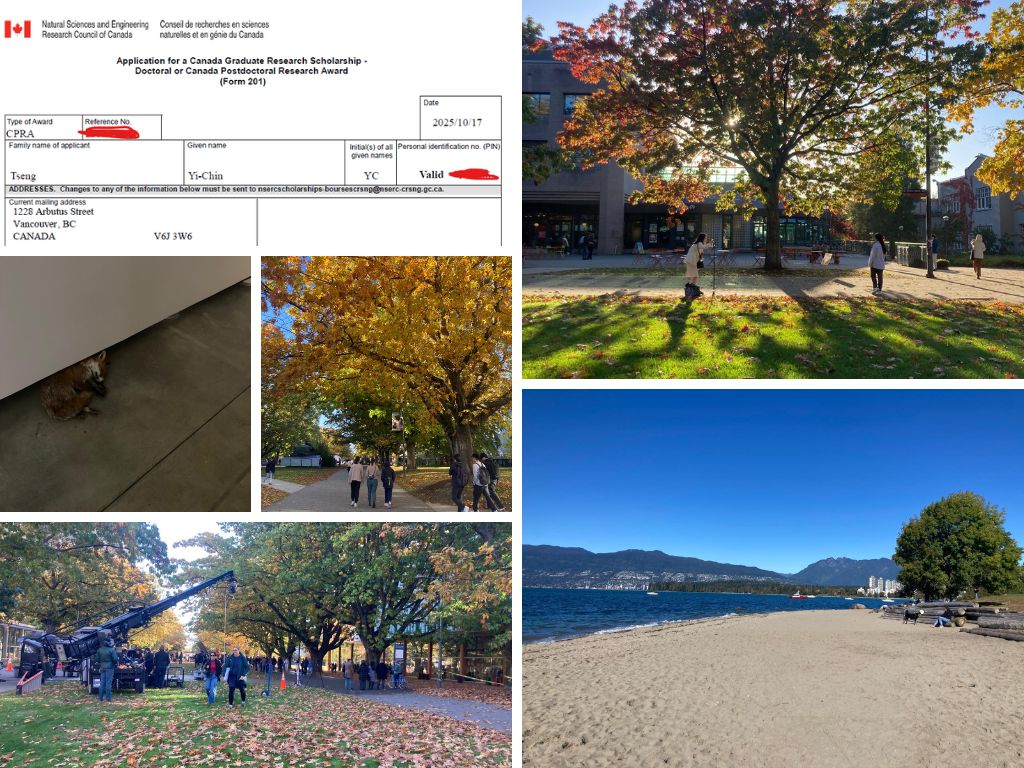 Natural Sciences and Engineering
Research Council of Canada
Conseil de recherches en sciences
naturelles et en génie du Canada
Application for a Canada Graduate Research Scholarship -
Doctoral or Canada Postdoctoral Research Award
(Form 201)
Date
2025/10/17
Type of Award
CPRA
Reference No.
Family name of applicant
Tseng
Given name
Yi-Chin
Initial(s) of all
given names
YC
Personal identification no. (PIN)
Valid
ADDRESSES. Changes to any of the information below must be sent to nsercscholarships-boursescrsng@nserc-crsng.gc.ca.
Current mailing address
1228 Arbutus Street
Vancouver, BC
CANADA V6J 3W6